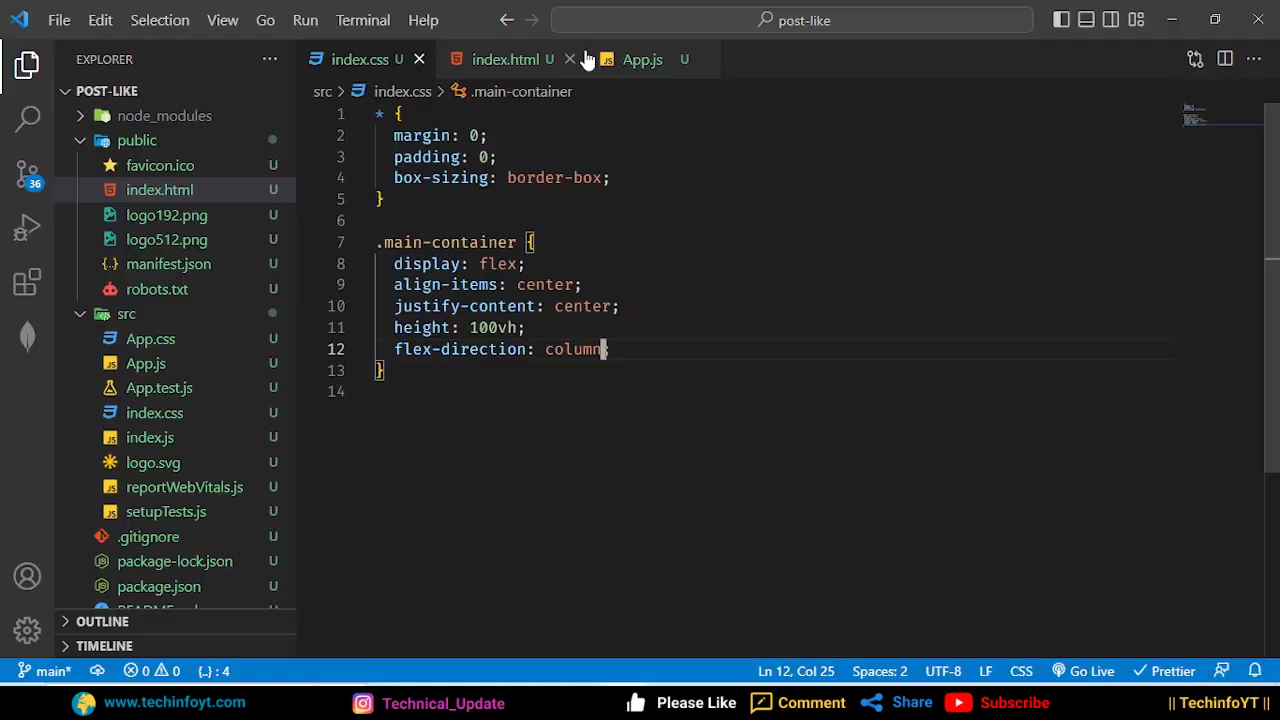 File Edit Selection View Go Run Terminal Help post-like
EXPLORER
index.css U
index.html U
JS App.js U
POST-LIKE
src > index.css > .main-container
node_modules
public
favicon.ico U
index.html U
logo192.png U
logo512.png U
{..} manifest.json U
robots.txt U
src
App.css U
JS App.js U
App.test.js U
index.css U
JS index.js U
logo.svg U
JS reportWebVitals.js U
JS setupTests.js U
.gitignore U
package-lock.json U
package.json U
36
1 * {
2 margin: 0;
3 padding: 0;
4 box-sizing: border-box;
5 }
6
7 .main-container {
8 display: flex;
9 align-items: center;
10 justify-content: center;
11 height: 100vh;
12 flex-direction: column;
13 }
14
OUTLINE
TIMELINE
main* 0 0 {..} : 4 Ln 12, Col 25 Spaces: 2 UTF-8 LF CSS Go Live Prettier
www.techinfoyt.com Technical_Update Please Like Comment Share Subscribe || TechinfoYT ||